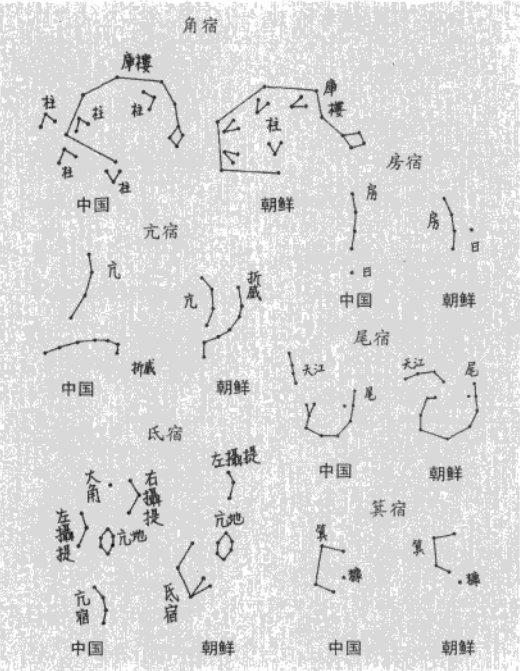 角宿
庫樓
柱
柱
柱
柱
柱
中国
庫樓
柱
朝鲜
房宿
房
日
中国
房
日
朝鲜
亢宿
亢
折威
中国
亢
折威
朝鲜
尾宿
天江
尾
中国
天江
尾
朝鲜
氐宿
大角
右攝提
左攝提
亢地
亢宿
中国
左攝提
亢地
氐宿
朝鲜
箕宿
箕
糠
中国
箕
糠
朝鲜